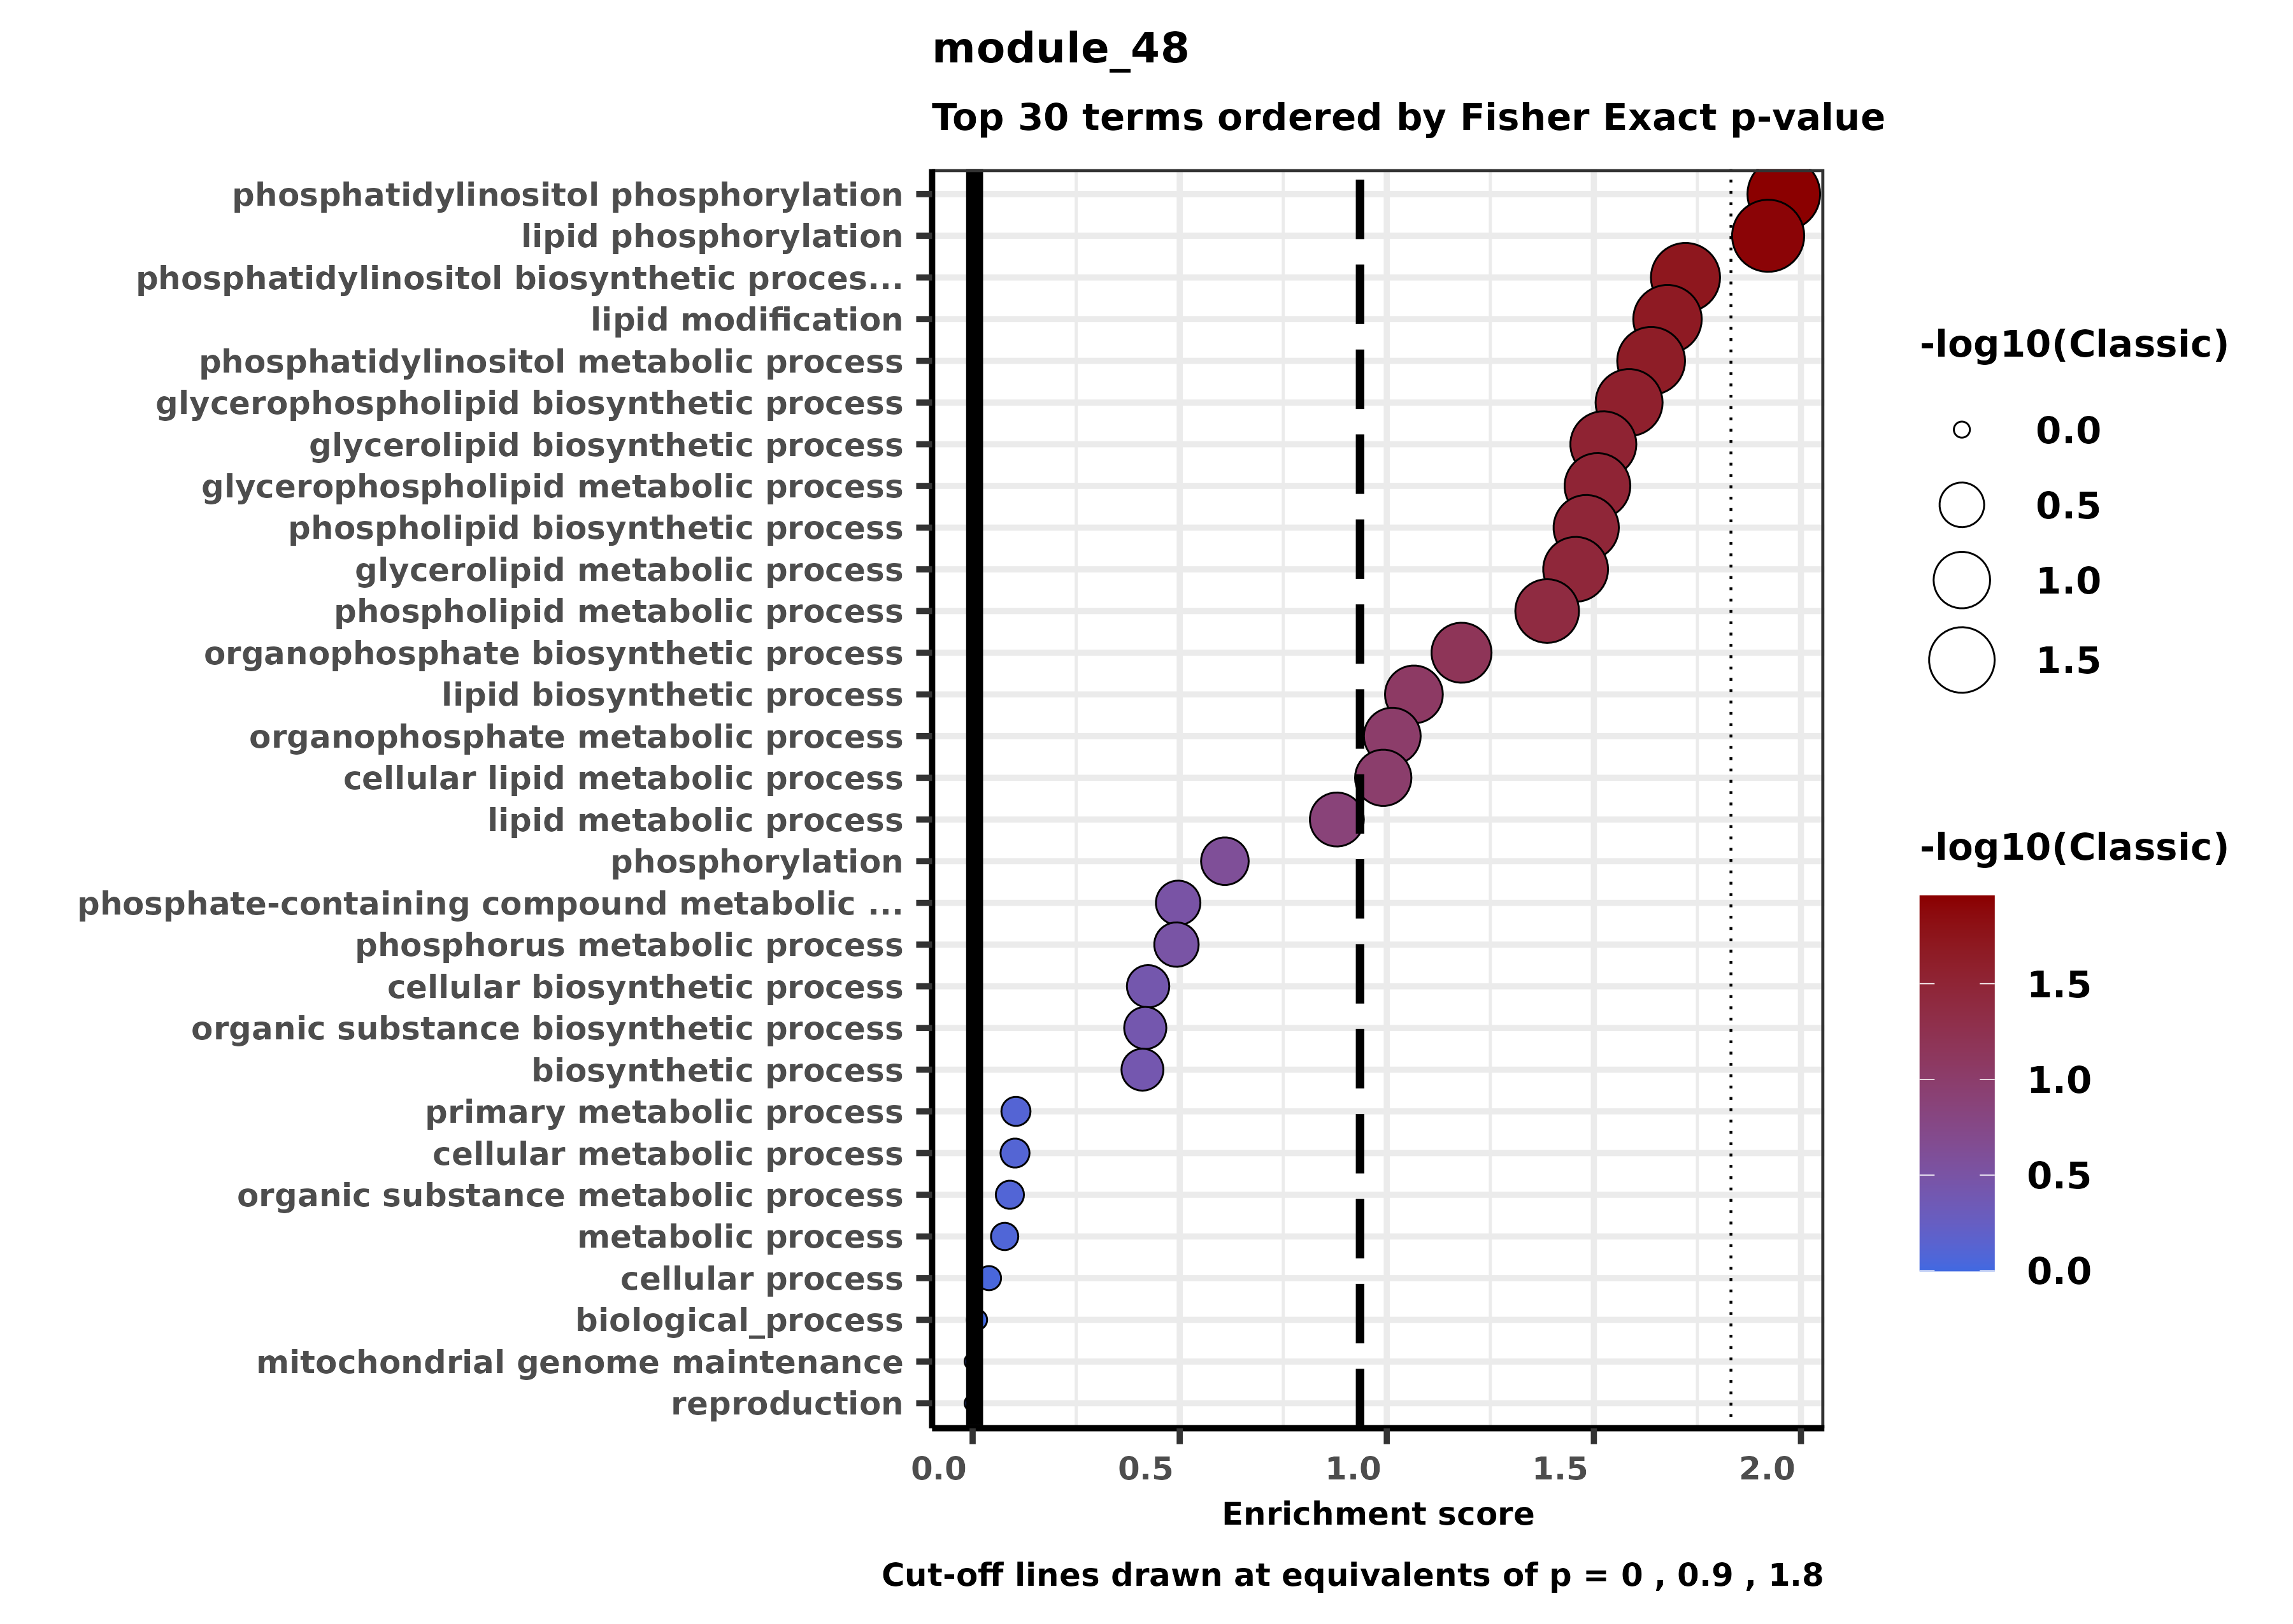 module_48
Top 30 terms ordered by Fisher Exact p-value
phosphatidylinositol phosphorylation
lipid phosphorylation
phosphatidylinositol biosynthetic proces...
lipid modification
phosphatidylinositol metabolic process
glycerophospholipid biosynthetic process
glycerolipid biosynthetic process
glycerophospholipid metabolic process
phospholipid biosynthetic process
glycerolipid metabolic process
phospholipid metabolic process
organophosphate biosynthetic process
lipid biosynthetic process
organophosphate metabolic process
cellular lipid metabolic process
lipid metabolic process
phosphorylation
phosphate-containing compound metabolic ...
phosphorus metabolic process
cellular biosynthetic process
organic substance biosynthetic process
biosynthetic process
primary metabolic process
cellular metabolic process
organic substance metabolic process
metabolic process
cellular process
biological_process
mitochondrial genome maintenance
reproduction
0.0 0.5 1.0 1.5 2.0
Enrichment score
Cut-off lines drawn at equivalents of p = 0 , 0.9 , 1.8
-log10(Classic)
0.0
0.5
1.0
1.5
-log10(Classic)
1.5
1.0
0.5
0.0